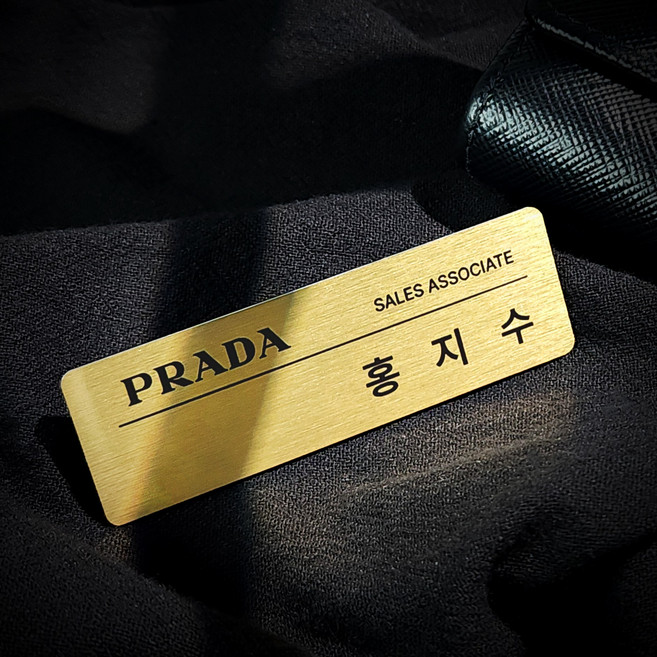 PRADA
SALES ASSOCIATE
홍 지 수